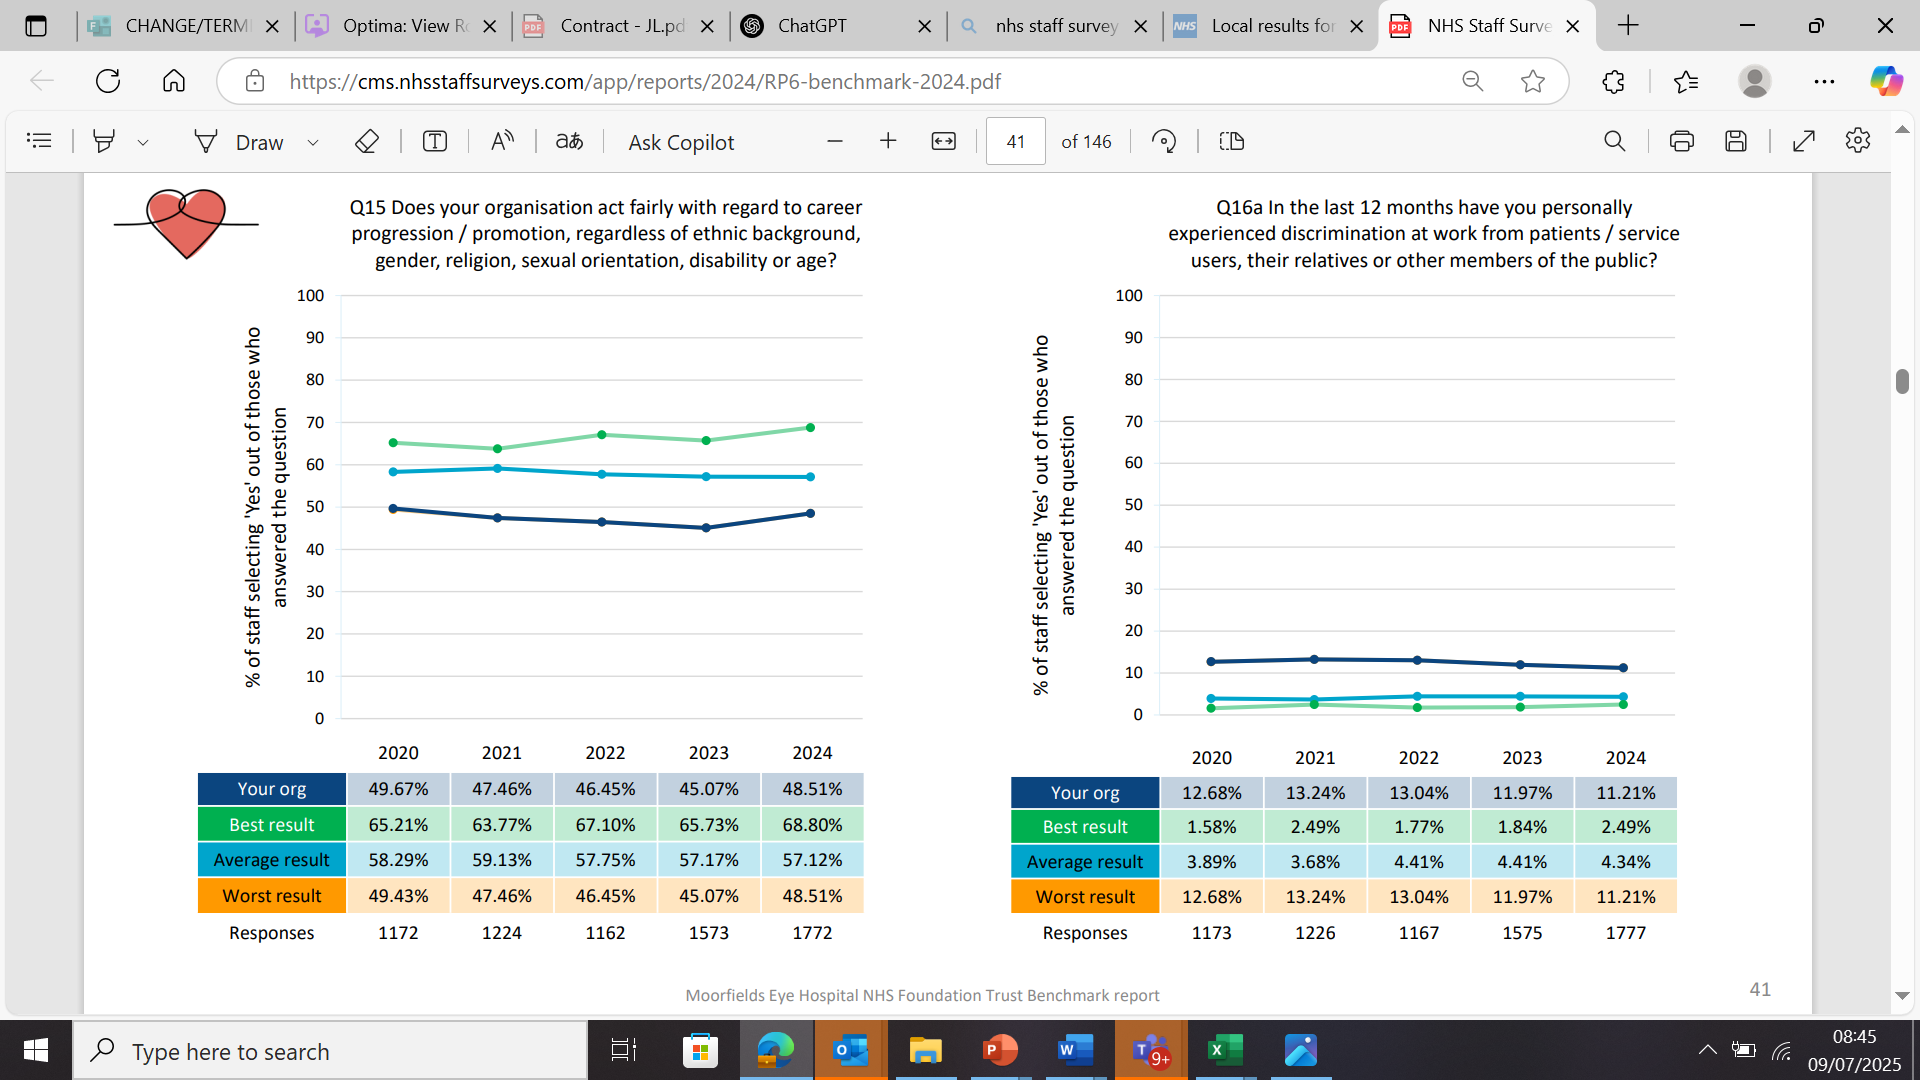 CHANGE/TERMI
Optima: View Ro
Contract - JL.pd
ChatGPT
nhs staff survey
Local results for
NHS Staff Surve
https://cms.nhsstaffsurveys.com/app/reports/2024/RP6-benchmark-2024.pdf
Draw
Ask Copilot
41 of 146
Q15 Does your organisation act fairly with regard to career
progression / promotion, regardless of ethnic background,
gender, religion, sexual orientation, disability or age?
% of staff selecting 'Yes' out of those who
answered the question
100
90
80
70
60
50
40
30
20
10
0
2020 2021 2022 2023 2024
Your org 49.67% 47.46% 46.45% 45.07% 48.51%
Best result 65.21% 63.77% 67.10% 65.73% 68.80%
Average result 58.29% 59.13% 57.75% 57.17% 57.12%
Worst result 49.43% 47.46% 46.45% 45.07% 48.51%
Responses 1172 1224 1162 1573 1772
Q16a In the last 12 months have you personally
experienced discrimination at work from patients / service
users, their relatives or other members of the public?
% of staff selecting 'Yes' out of those who
answered the question
100
90
80
70
60
50
40
30
20
10
0
2020 2021 2022 2023 2024
Your org 12.68% 13.24% 13.04% 11.97% 11.21%
Best result 1.58% 2.49% 1.77% 1.84% 2.49%
Average result 3.89% 3.68% 4.41% 4.41% 4.34%
Worst result 12.68% 13.24% 13.04% 11.97% 11.21%
Responses 1173 1226 1167 1575 1777
Moorfields Eye Hospital NHS Foundation Trust Benchmark report
41
Type here to search
9+
08:45
09/07/2025